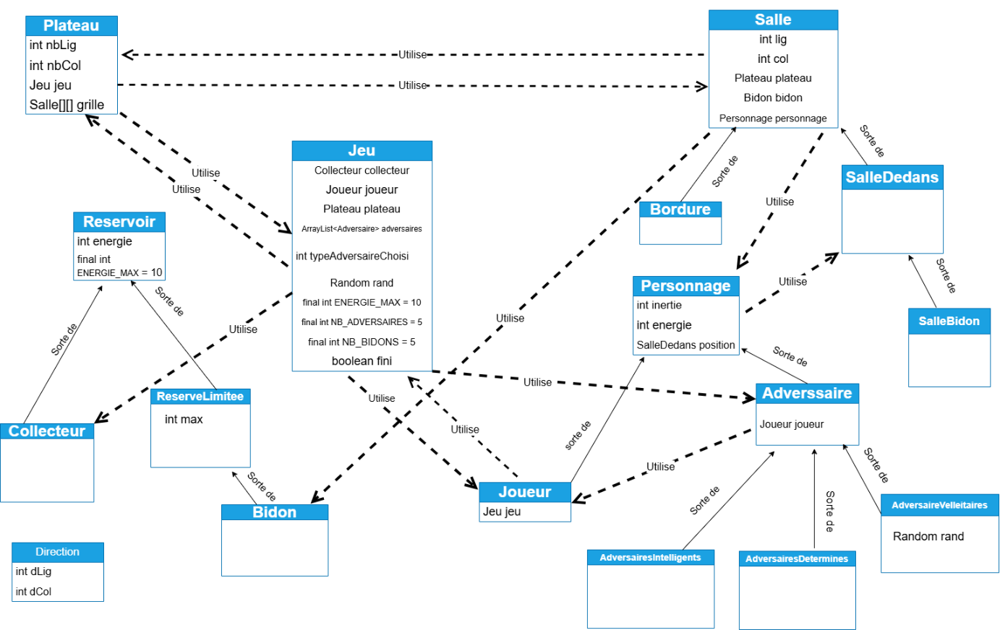 Plateau
int nbLig
int nbCol
Jeu jeu
Salle[][] grille
Utilise
Utilise
Salle
int lig
int col
Plateau plateau
Bidon bidon
Personnage personnage
Utilise
Utilise
Jeu
Collecteur collecteur
Joueur joueur
Plateau plateau
ArrayList<Adversaire> adversaires
int typeAdversaireChoisi
Random rand
final int ENERGIE_MAX = 10
final int NB_ADVERSAIRES = 5
final int NB_BIDONS = 5
boolean fini
Sorte de
Sorte de
Bordure
Utilise
SalleDedans
Sorte de
SalleBidon
Reservoir
int energie
final int
ENERGIE_MAX = 10
Sorte de
Sorte de
Utilise
Utilise
Personnage
int inertie
int energie
SalleDedans position
Utilise
Sorte de
Utilise
Utilise
Utilise
sorte de
Adverssaire
Joueur joueur
Utilise
Collecteur
ReserveLimitee
int max
Sorte de
Bidon
Joueur
Jeu jeu
Sorte de
Sorte de
Sorte de
AdversaireVelleitaires
Random rand
AdversairesIntelligents
AdversairesDetermines
Direction
int dLig
int dCol